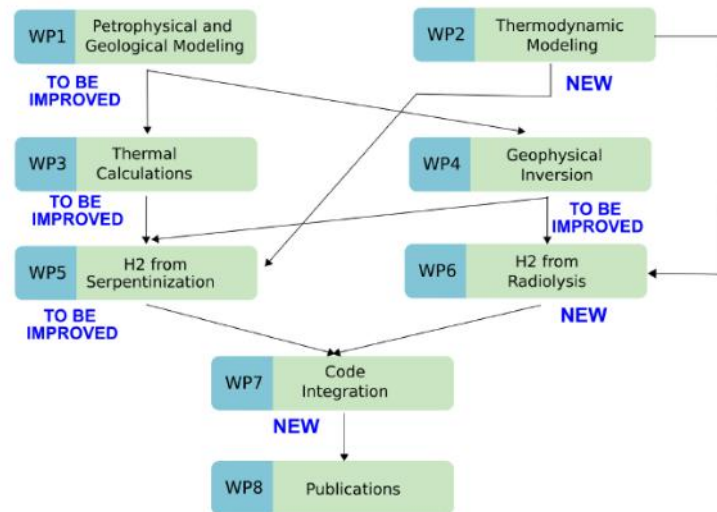 WP1
Petrophysical and
Geological Modeling
WP2
Thermodynamic
Modeling
TO BE
IMPROVED
NEW
WP3
Thermal
Calculations
WP4
Geophysical
Inversion
TO BE
IMPROVED
TO BE
IMPROVED
WP5
H2 from
Serpentinization
WP6
H2 from
Radiolysis
TO BE
IMPROVED
NEW
WP7
Code
Integration
NEW
WP8
Publications